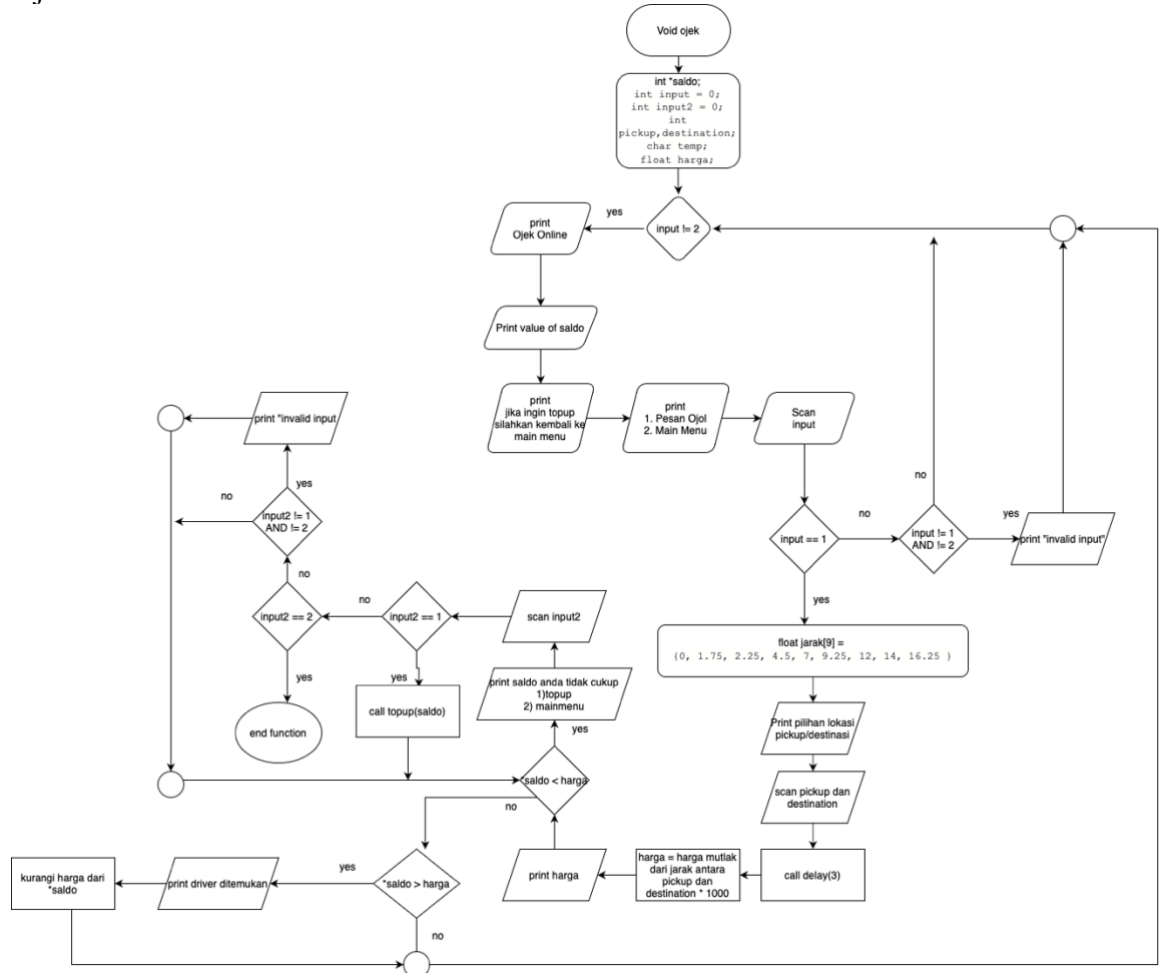 Void ojek
int *saldo;
int input = 0;
int input2 = 0;
int
pickup,destination;
char temp;
float harga;
input != 2
yes
print
Ojek Online
Print value of saldo
print
jika ingin topup
silahkan kembali ke
main menu
print
1. Pesan Ojol
2. Main Menu
Scan
input
input == 1
no
input != 1
AND != 2
no
yes
print "invalid input"
yes
float jarak[9] =
{0, 1.75, 2.25, 4.5, 7, 9.25, 12, 14, 16.25 }
Print pilihan lokasi
pickup/destinasi
scan pickup dan
destination
call delay(3)
harga = harga mutlak
dari jarak antara
pickup dan
destination * 1000
print harga
*saldo < harga
yes
print saldo anda tidak cukup
1)topup
2) mainmenu
scan input2
input2 == 1
yes
call topup(saldo)
no
input2 == 2
yes
end function
no
input2 != 1
AND != 2
yes
print "invalid input
no
no
*saldo > harga
yes
print driver ditemukan
kurangi harga dari
*saldo
no